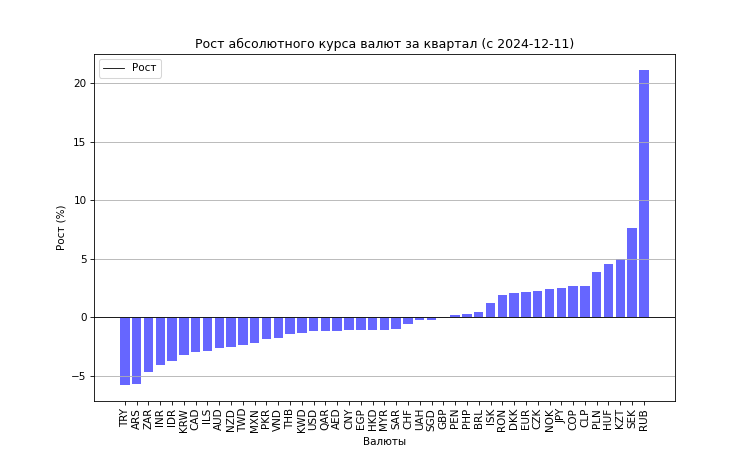 Рост абсолютного курса валют за квартал (с 2024-12-11)
Рост
Рост (%)
20
15
10
5
0
−5
TRY ARS ZAR INR IDR KRW CAD ILS AUD NZD TWD MXN PKR VND THB KWD USD QAR AED CNY EGP HKD MYR SAR CHF UAH SGD GBP PEN PHP BRL ISK RON DKK EUR CZK NOK JPY COP CLP PLN HUF KZT SEK RUB
Валюты